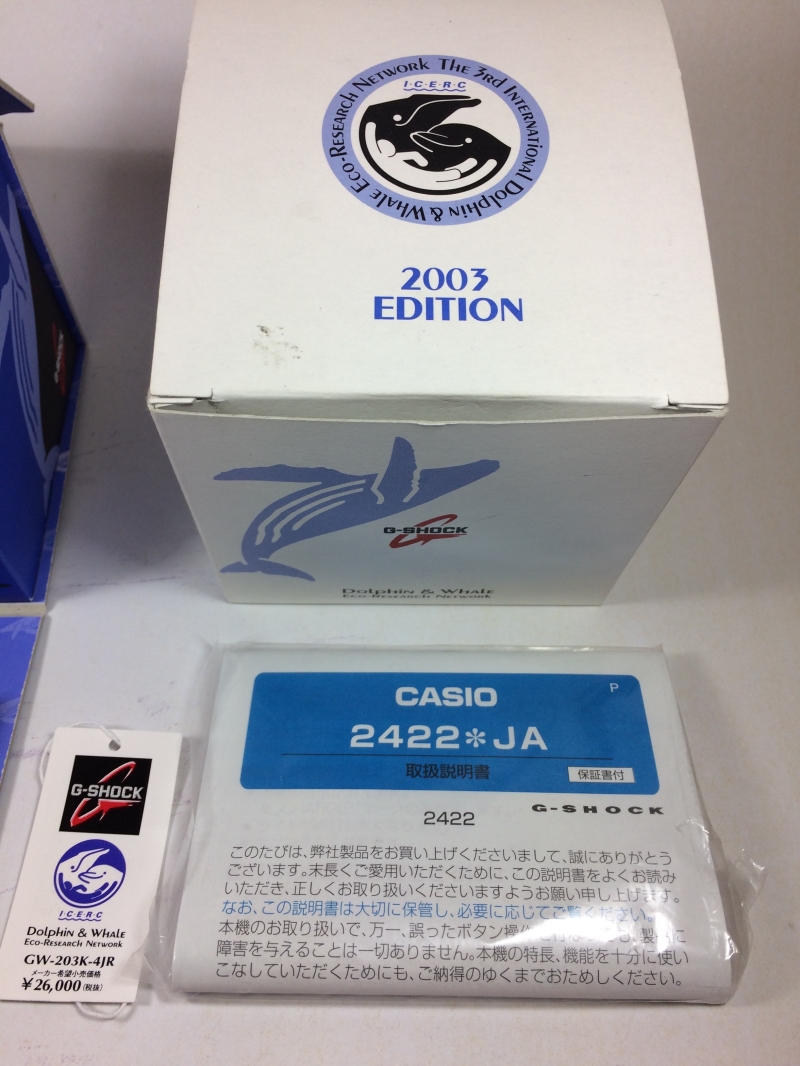 Eco-Research Network The 3rd International Dolphin & Whale
I·C·E·R·C
2003
EDITION
G-SHOCK
G-SHOCK
Dolphin & Whale
Eco-Research Network
CASIO
P
2422*JA
取扱説明書
保証書付
G-SHOCK
2422
このたびは、弊社製品をお買い上げくださいまして、誠にありがとう
ございます。末長くご愛用いただくために、この説明書をよくお読み
いただき、正しくお取り扱いくださいますようお願い申し上げます。
なお、この説明書は大切に保管し、必要に応じてご覧ください。
本機のお取り扱いで、万一、誤ったボタン操作
障害を与えることは一切ありません。本機の特長、機能を十分に使い
こなしていただくためにも、ご納得のゆくまでお試しください。
G-SHOCK
I·C·E·R·C
Dolphin & Whale
Eco-Research Network
GW-203K-4JR
メーカー希望小売価格
¥26,000(税抜)